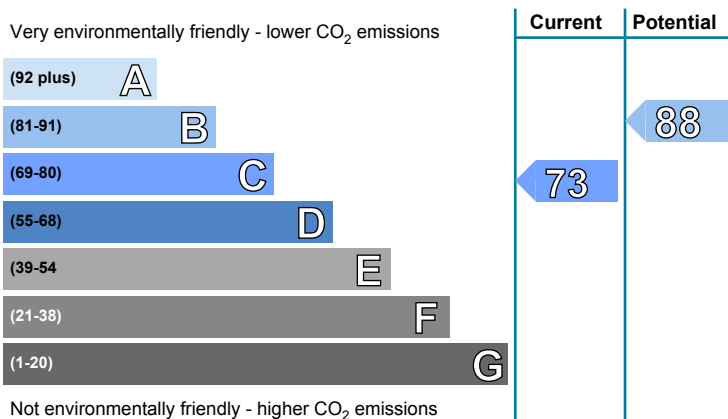 Very environmentally friendly - lower CO2 emissions
Current
Potential
(92 plus) A
(81-91) B
88
(69-80) C
73
(55-68) D
(39-54 E
(21-38) F
(1-20) G
Not environmentally friendly - higher CO2 emissions